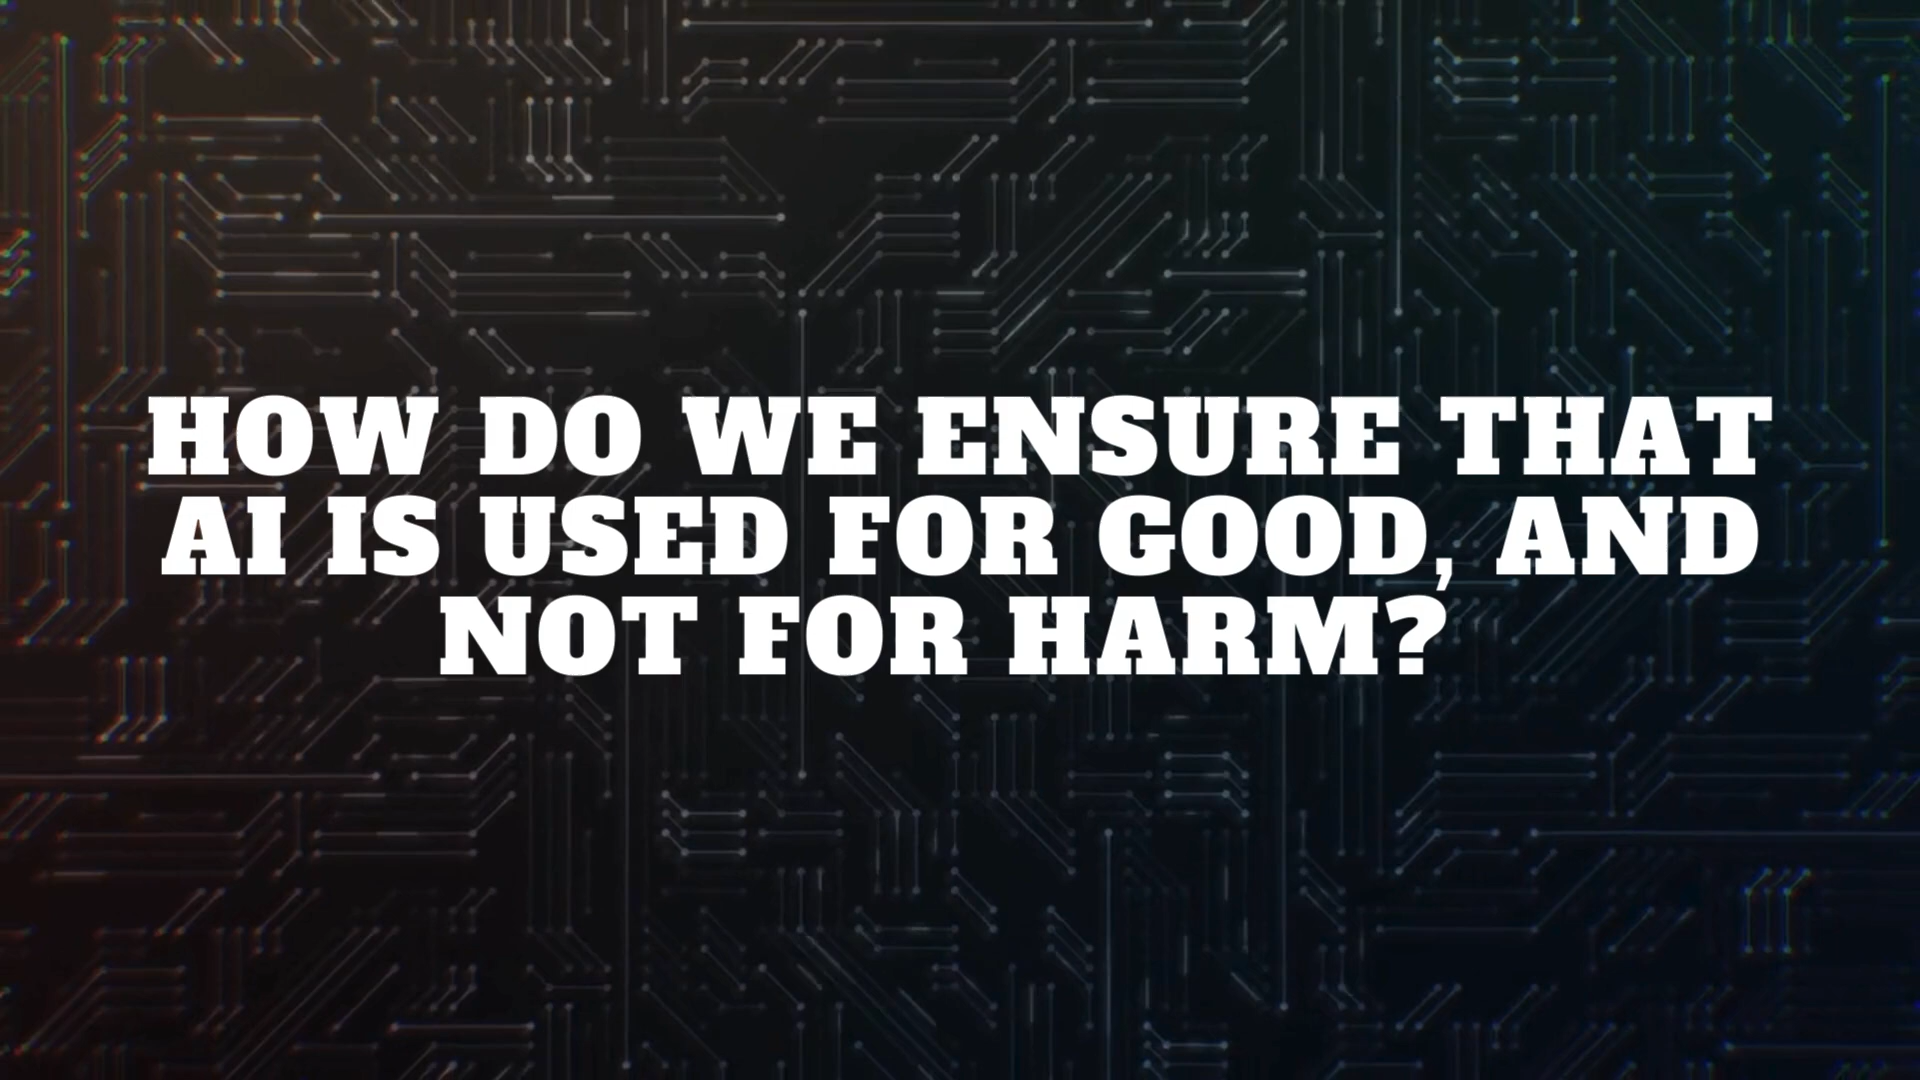 HOW DO WE ENSURE THAT
AI IS USED FOR GOOD, AND
NOT FOR HARM?